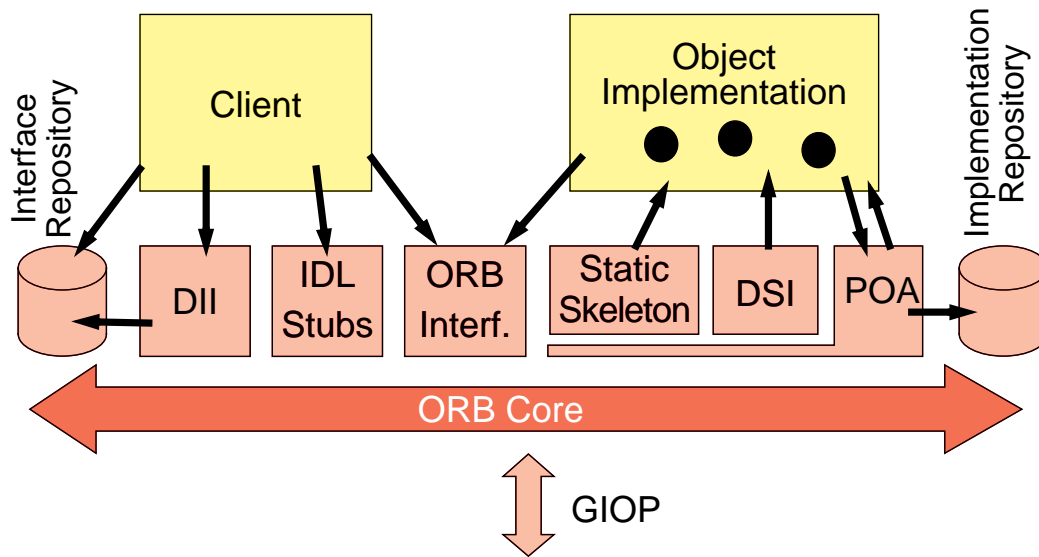 Interface
Repository
Client
Object
Implementation
Implementation
Repository
DII
IDL
Stubs
ORB
Interf.
Static
Skeleton
DSI
POA
ORB Core
GIOP